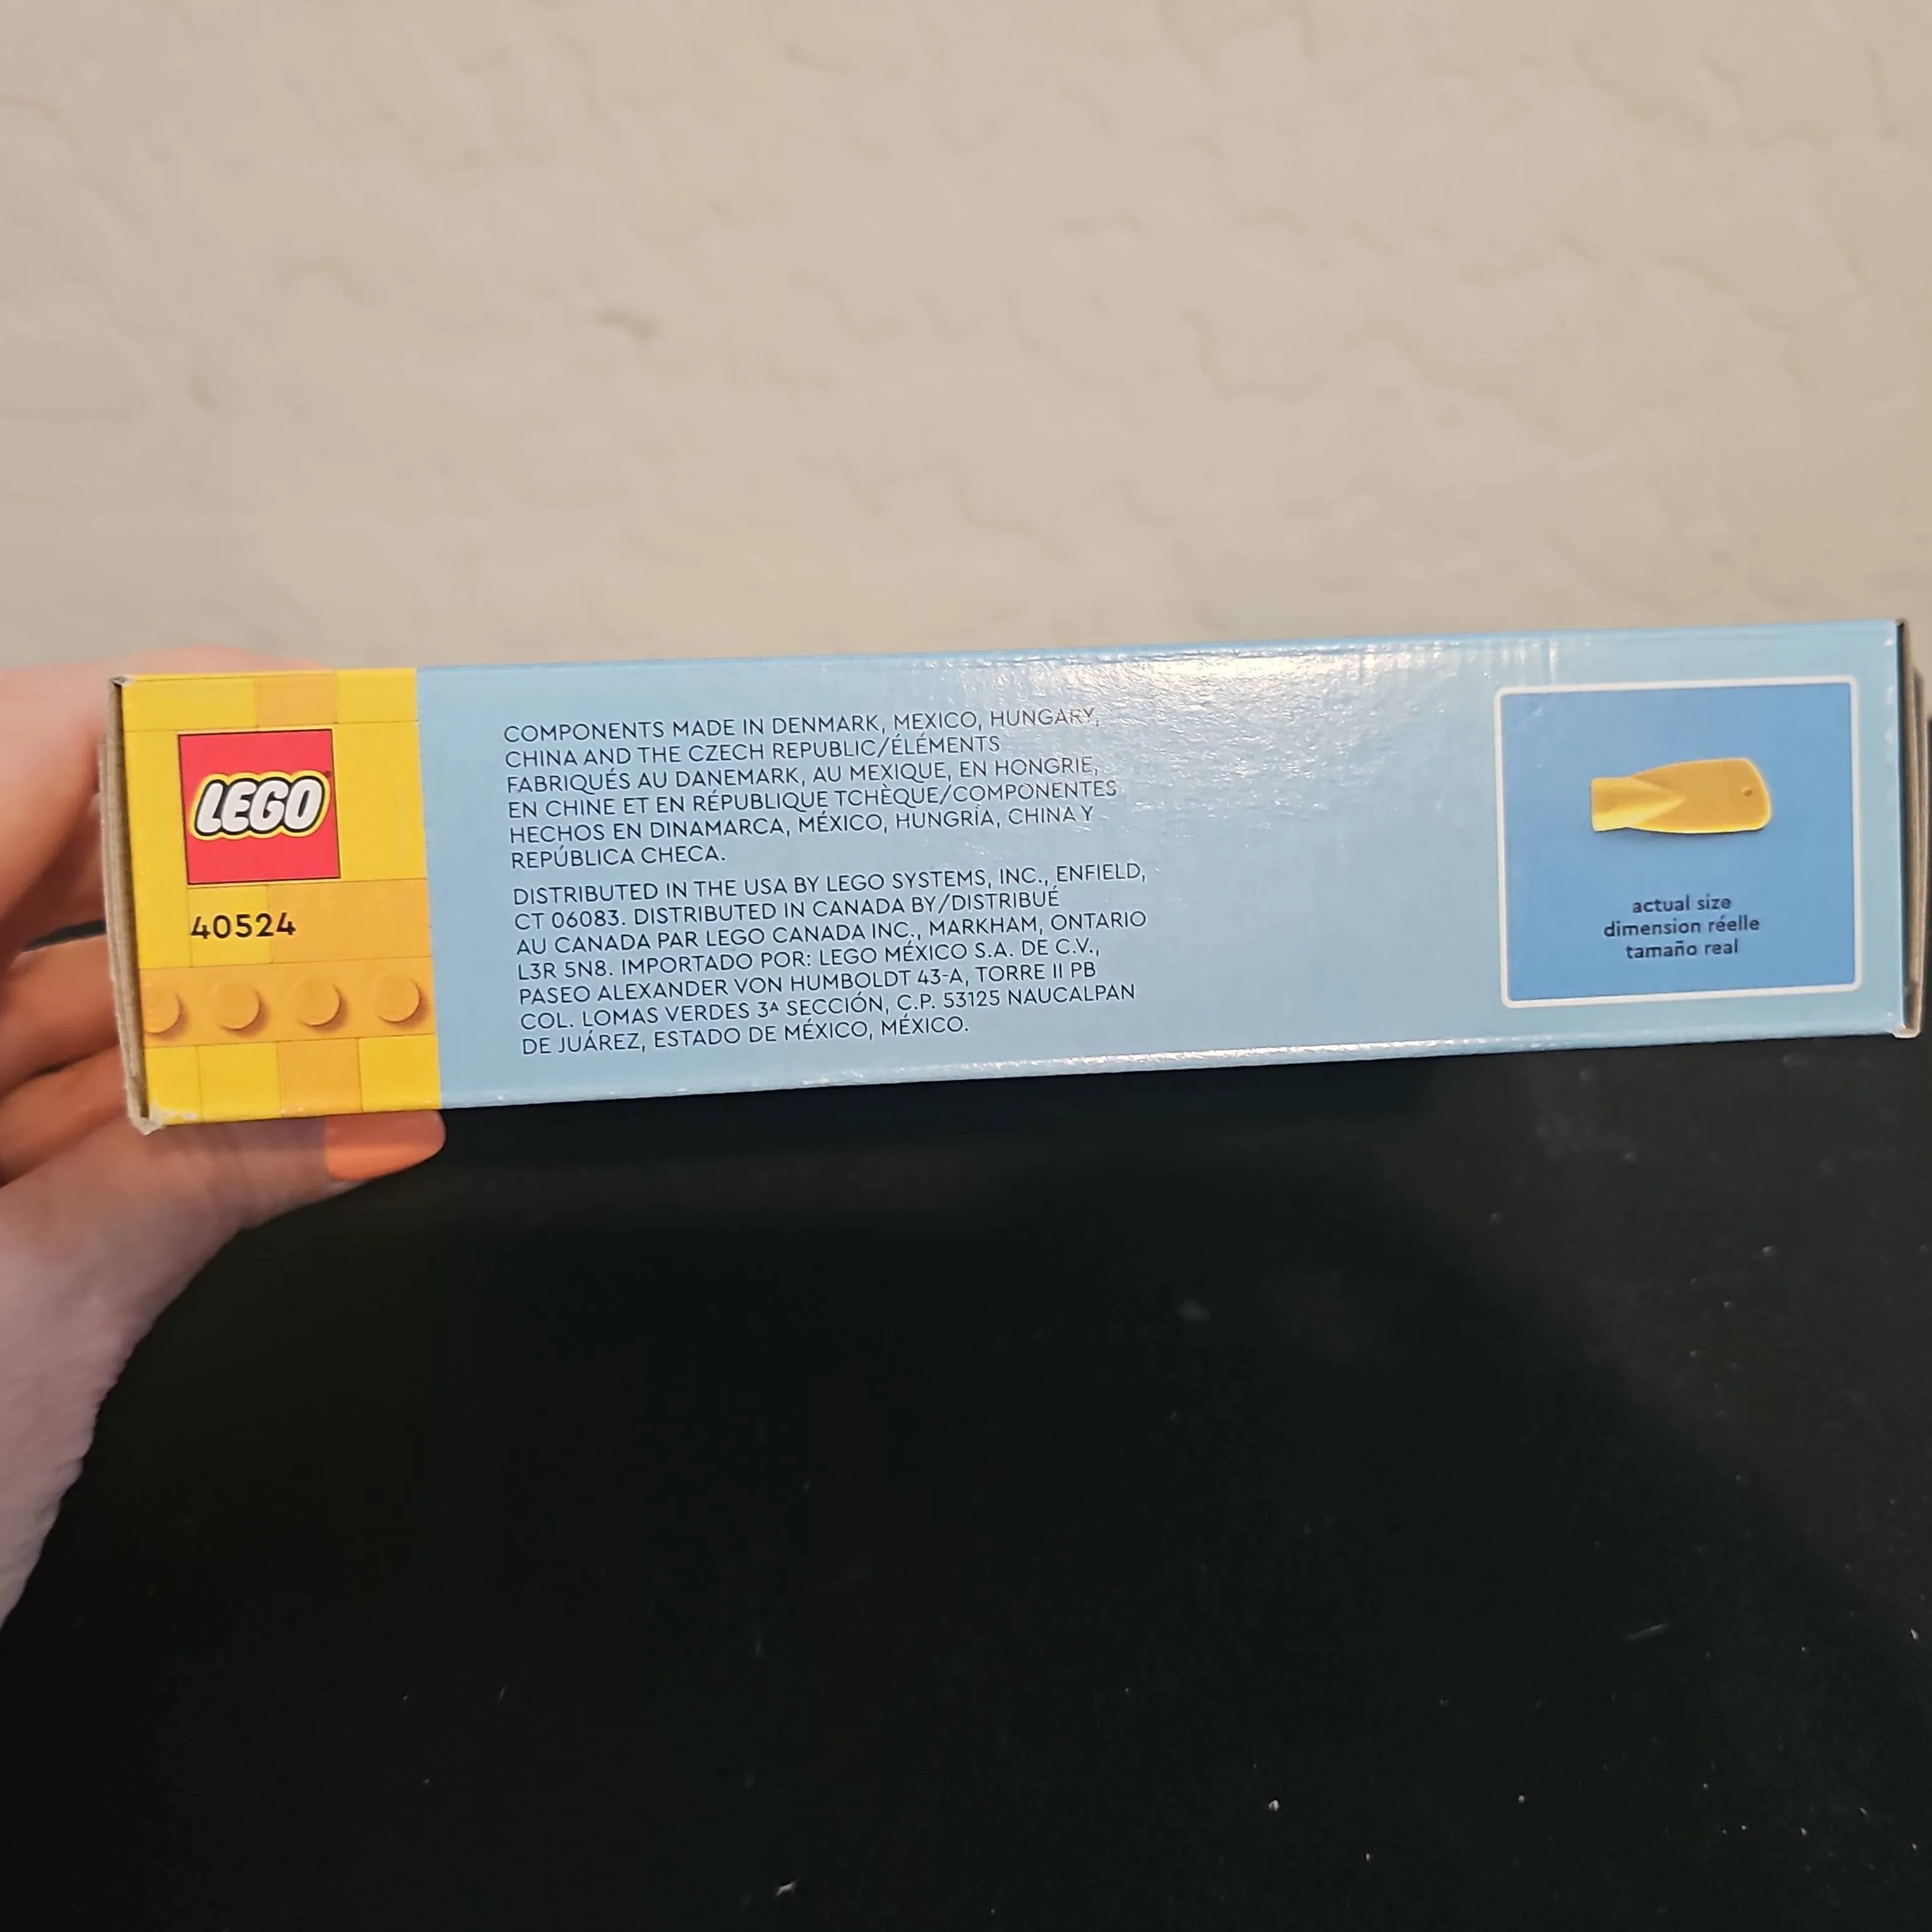 LEGO
40524
COMPONENTS MADE IN DENMARK, MEXICO, HUNGARY,
CHINA AND THE CZECH REPUBLIC/ÉLÉMENTS
FABRIQUÉS AU DANEMARK, AU MEXIQUE, EN HONGRIE,
EN CHINE ET EN RÉPUBLIQUE TCHÈQUE/COMPONENTES
HECHOS EN DINAMARCA, MÉXICO, HUNGRÍA, CHINA Y
REPÚBLICA CHECA.
DISTRIBUTED IN THE USA BY LEGO SYSTEMS, INC., ENFIELD,
CT 06083. DISTRIBUTED IN CANADA BY/DISTRIBUÉ
AU CANADA PAR LEGO CANADA INC., MARKHAM, ONTARIO
L3R 5N8. IMPORTADO POR: LEGO MÉXICO S.A. DE C.V.,
PASEO ALEXANDER VON HUMBOLDT 43-A, TORRE II PB
COL. LOMAS VERDES 3ᴬ SECCIÓN, C.P. 53125 NAUCALPAN
DE JUÁREZ, ESTADO DE MÉXICO, MÉXICO.
actual size
dimension réelle
tamaño real